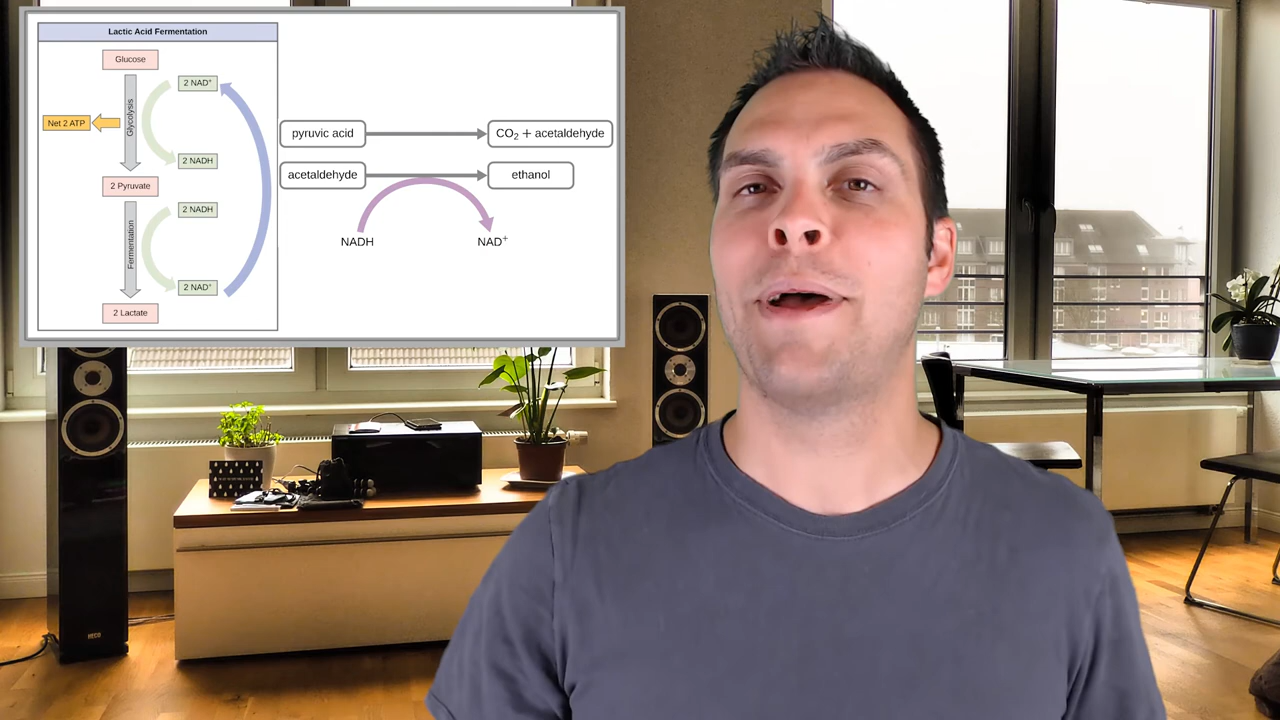 Lactic Acid Fermentation
Glucose
2 NAD⁺
Glycolysis
Net 2 ATP
2 NADH
2 Pyruvate
2 NADH
Fermentation
2 NAD⁺
2 Lactate
pyruvic acid
CO₂ + acetaldehyde
acetaldehyde
ethanol
NADH
NAD⁺
HECO